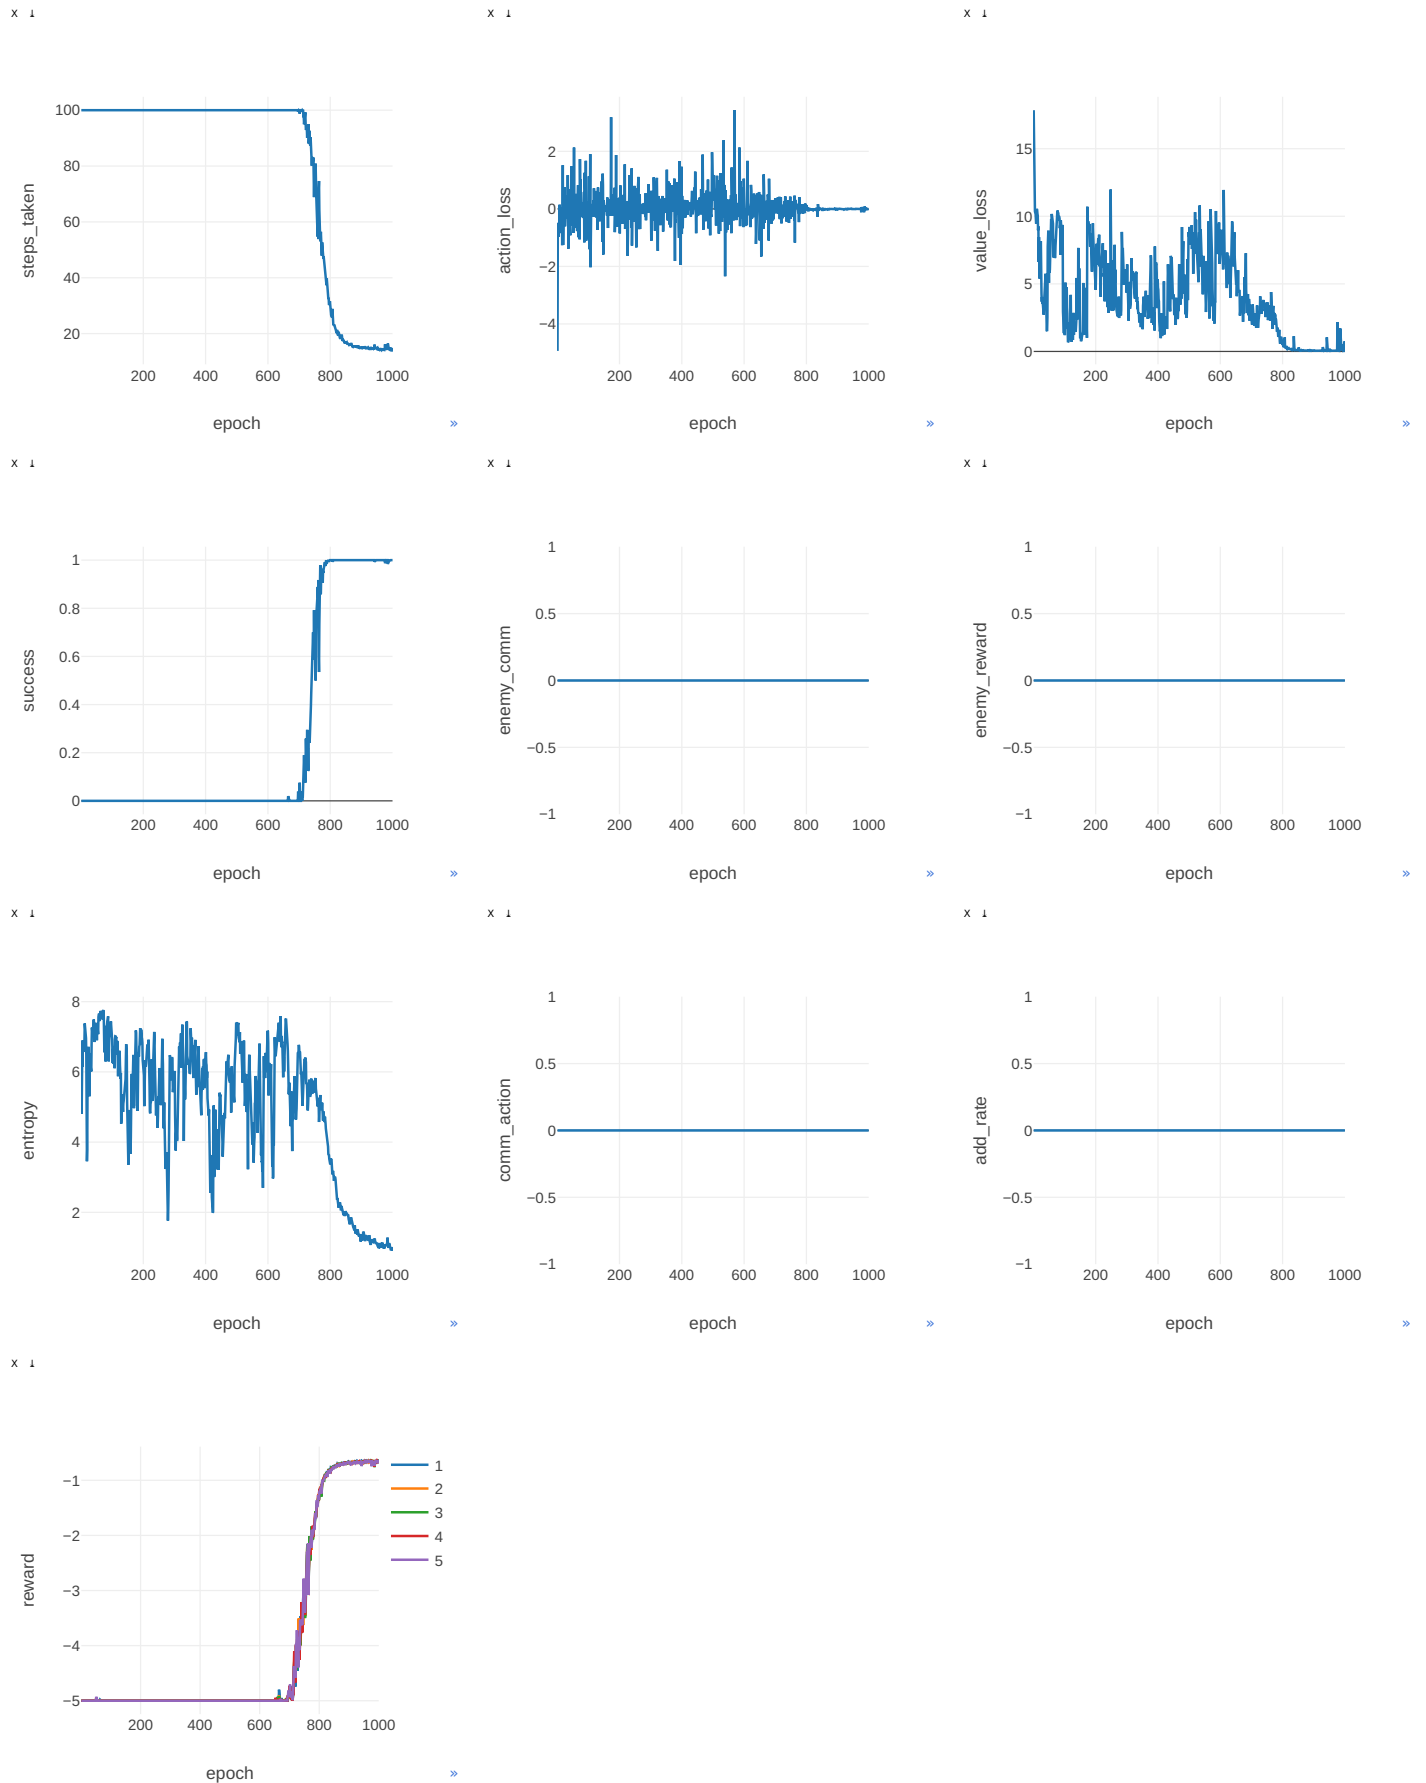 X ↓
100
80
60
40
20
steps_taken
200 400 600 800 1000
epoch
»
X ↓
2
0
−2
−4
action_loss
200 400 600 800 1000
epoch
»
X ↓
15
10
5
0
value_loss
200 400 600 800 1000
epoch
»
X ↓
1
0.8
0.6
0.4
0.2
0
success
200 400 600 800 1000
epoch
»
X ↓
1
0.5
0
−0.5
−1
enemy_comm
200 400 600 800 1000
epoch
»
X ↓
1
0.5
0
−0.5
−1
enemy_reward
200 400 600 800 1000
epoch
»
X ↓
8
6
4
2
entropy
200 400 600 800 1000
epoch
»
X ↓
1
0.5
0
−0.5
−1
comm_action
200 400 600 800 1000
epoch
»
X ↓
1
0.5
0
−0.5
−1
add_rate
200 400 600 800 1000
epoch
»
X ↓
−1
−2
−3
−4
−5
reward
200 400 600 800 1000
epoch
1
2
3
4
5
»